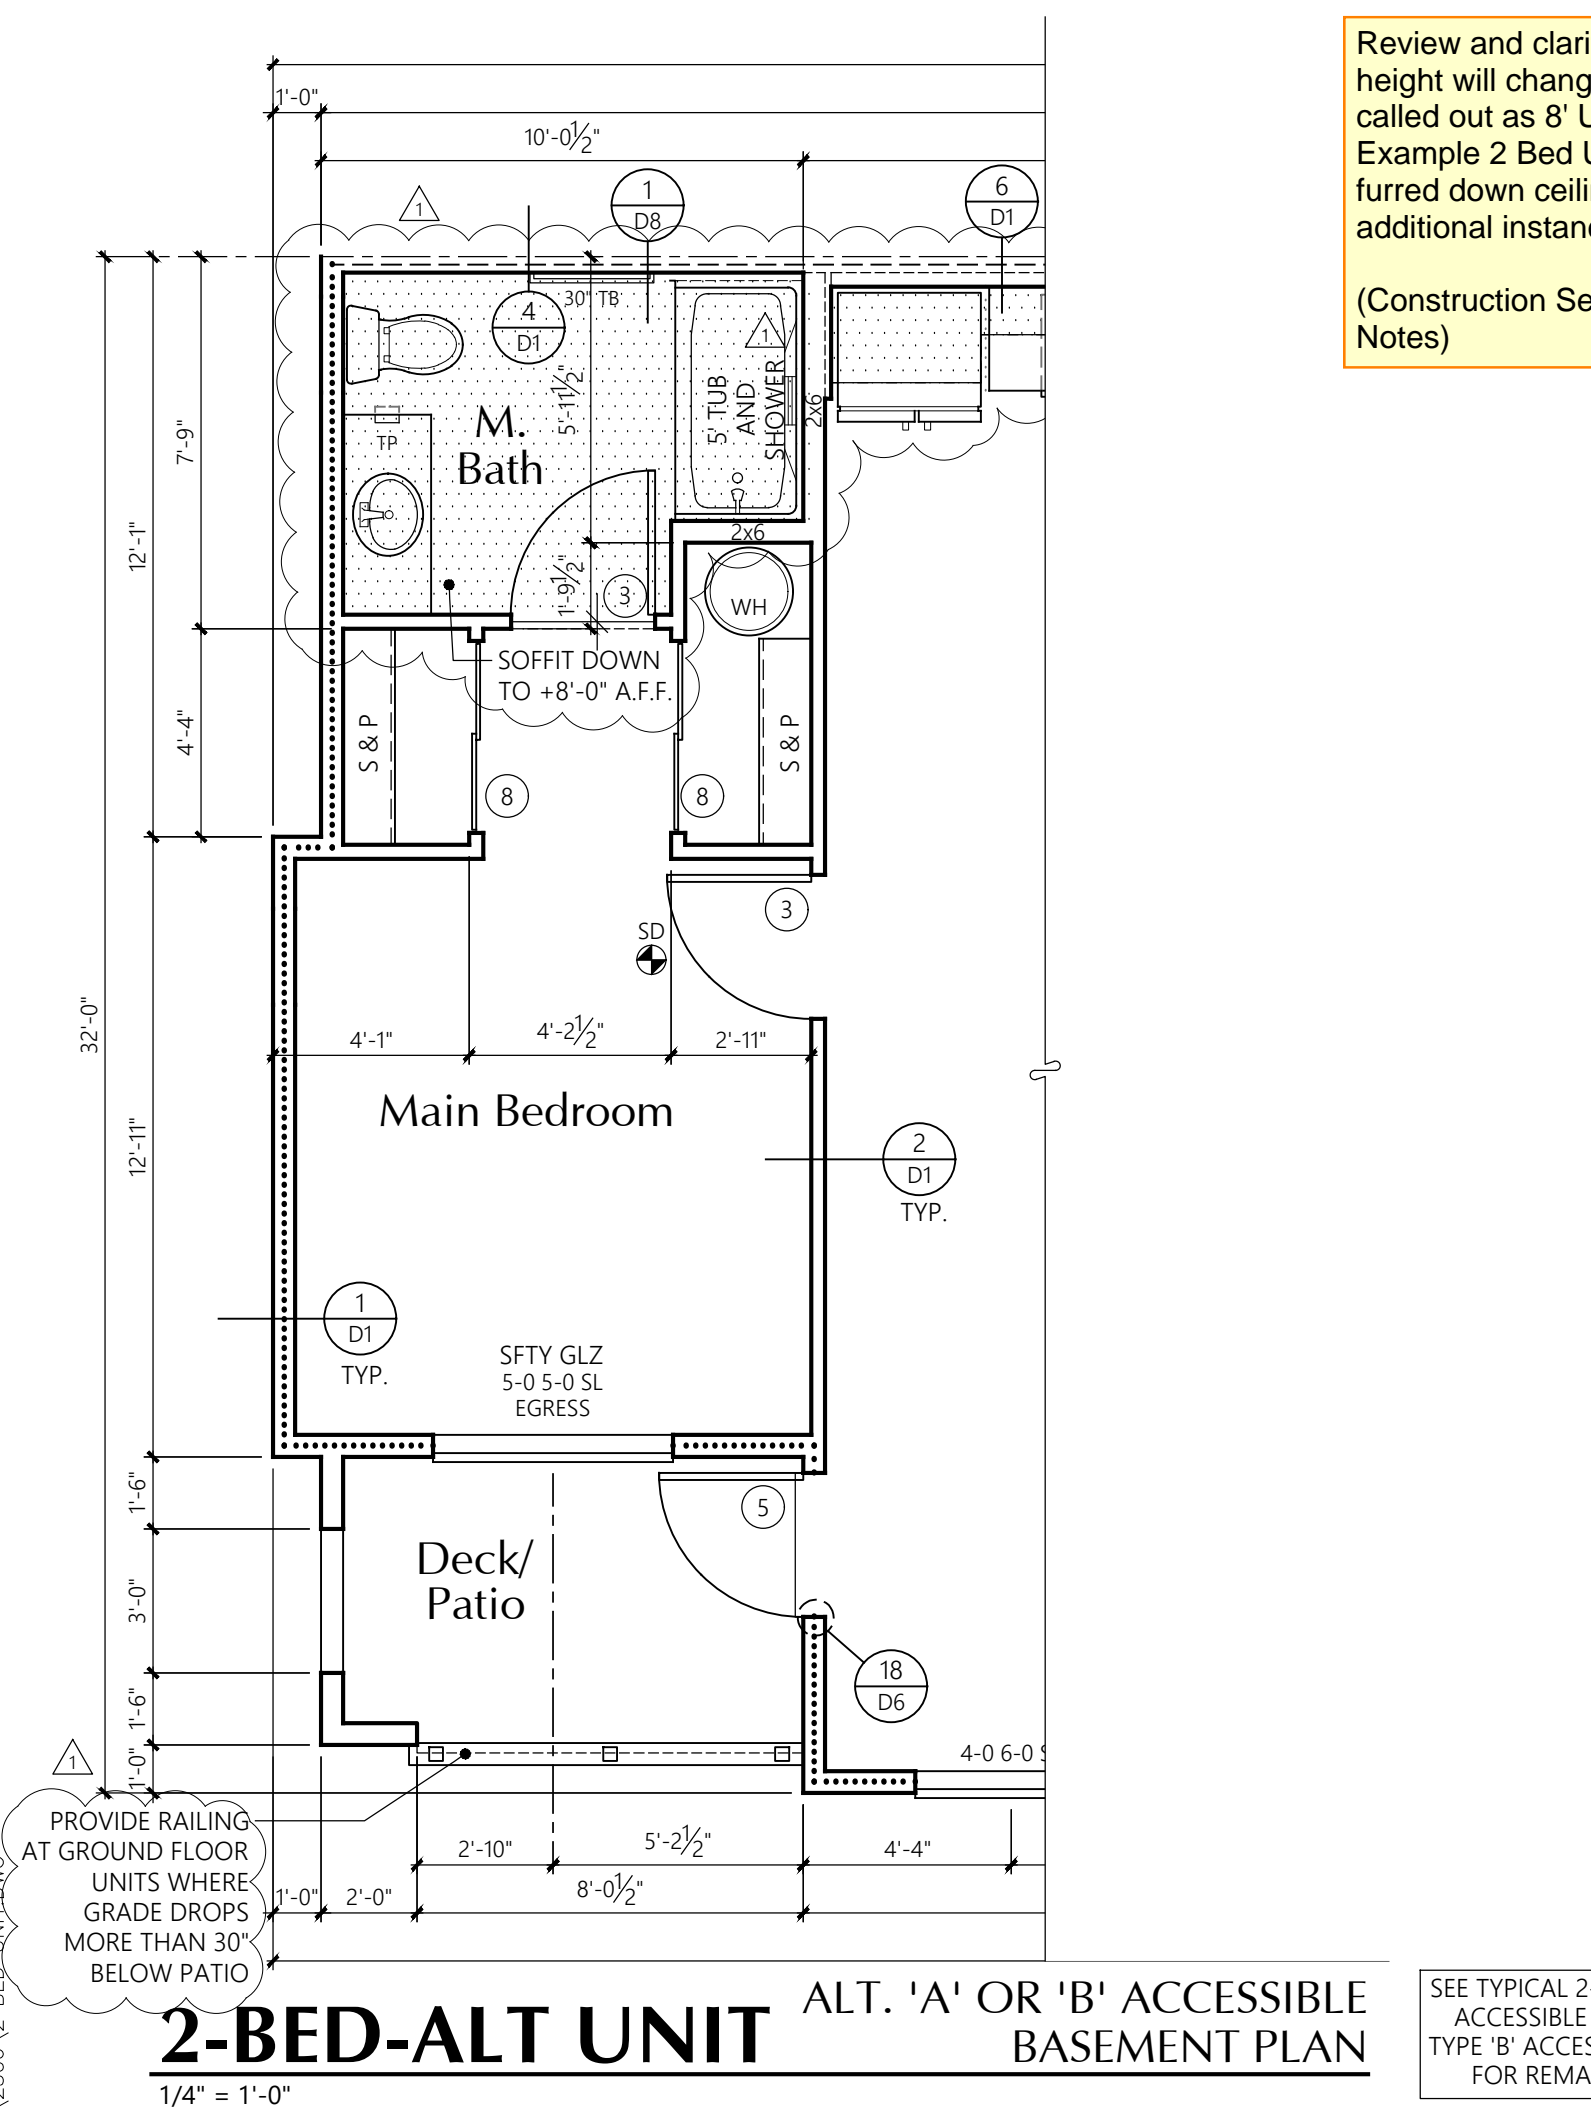 Review and clari
height will chang
called out as 8' U
Example 2 Bed U
furred down ceili
additional instanc
(Construction Se
Notes)
1'-0"
10'-0½"
1
1
D8
6
D1
30" TB
4
D1
1
5'-11½"
5' TUB
AND
SHOWER
2x6
M.
Bath
TP
7'-9"
12'-1"
2x6
1'-9½"
3
WH
SOFFIT DOWN
TO +8'-0" A.F.F.
4'-4"
S & P
S & P
8
8
3
SD
32'-0"
4'-1"
4'-2½"
2'-11"
Main Bedroom
12'-11"
2
D1
TYP.
1
D1
TYP.
SFTY GLZ
5-0 5-0 SL
EGRESS
1'-6"
5
Deck/
Patio
3'-0"
18
D6
1'-6"
1
1'-0"
4-0 6-0 S
PROVIDE RAILING
AT GROUND FLOOR
UNITS WHERE
GRADE DROPS
MORE THAN 30"
BELOW PATIO
2'-10"
5'-2½"
4'-4"
1'-0"
2'-0"
8'-0½"
2-BED-ALT UNIT
ALT. 'A' OR 'B' ACCESSIBLE
BASEMENT PLAN
1/4" = 1'-0"
SEE TYPICAL 2-
ACCESSIBLE
TYPE 'B' ACCES
FOR REMA